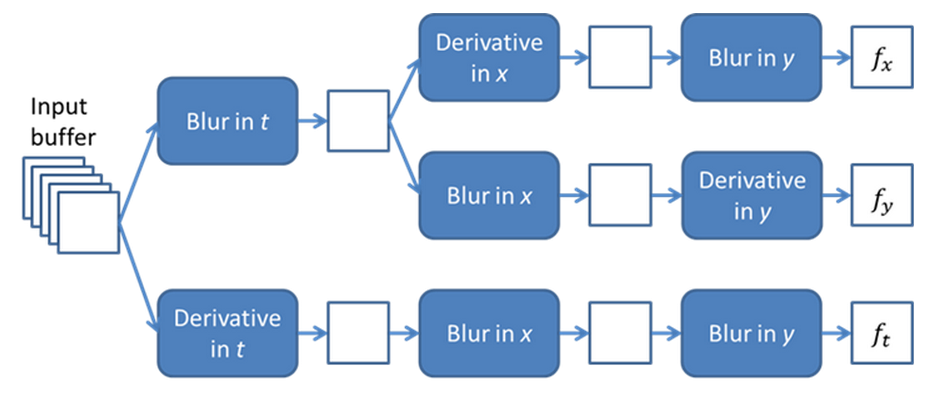 Input
buffer
Blur in t
Derivative
in x
Blur in y
fx
Blur in x
Derivative
in y
fy
Derivative
in t
Blur in x
Blur in y
ft